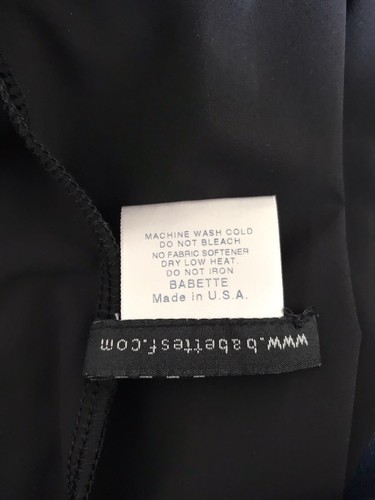 MACHINE WASH COLD
DO NOT BLEACH
NO FABRIC SOFTENER
DRY LOW HEAT.
DO NOT IRON
BABETTE
Made in U.S.A.
www.babettesf.com